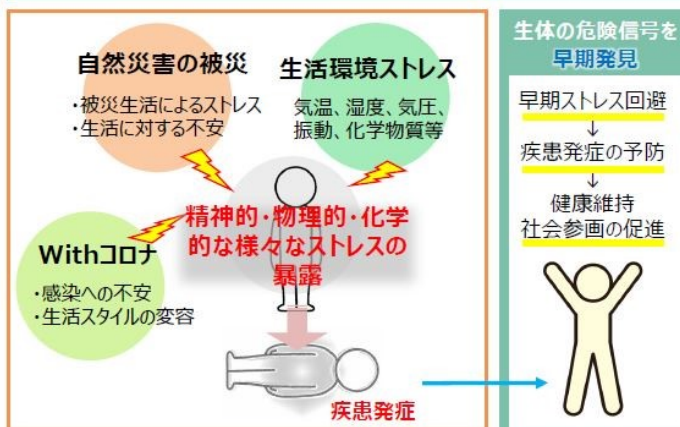 自然災害の被災
・被災生活によるストレス
・生活に対する不安
生活環境ストレス
気温、湿度、気圧、
振動、化学物質等
精神的・物理的・化学
的な様々なストレスの
暴露
Withコロナ
・感染への不安
・生活スタイルの変容
疾患発症
生体の危険信号を
早期発見
早期ストレス回避
↓
疾患発症の予防
↓
健康維持
社会参画の促進